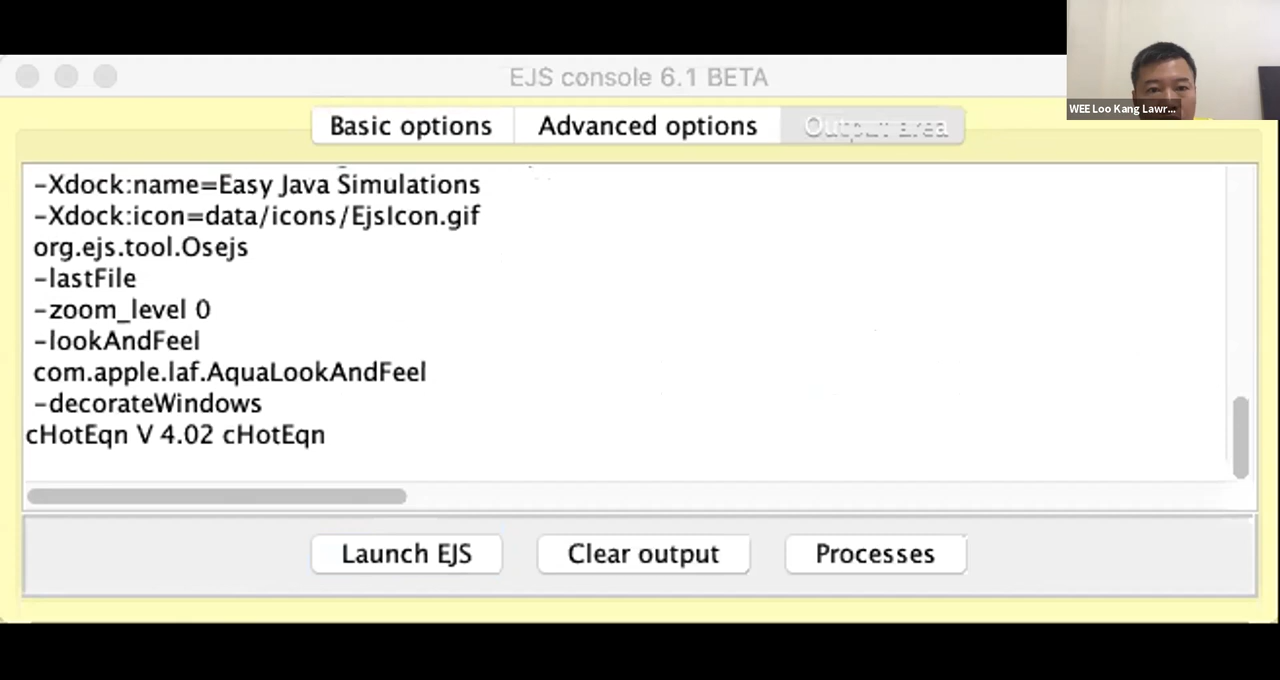 EJS console 6.1 BETA
WEE Loo Kang Lawr...
Basic options
Advanced options
Output area
-Xdock:name=Easy Java Simulations
-Xdock:icon=data/icons/EjsIcon.gif
org.ejs.tool.Osejs
-lastFile
-zoom_level 0
-lookAndFeel
com.apple.laf.AquaLookAndFeel
-decorateWindows
cHotEqn V 4.02 cHotEqn
Launch EJS
Clear output
Processes